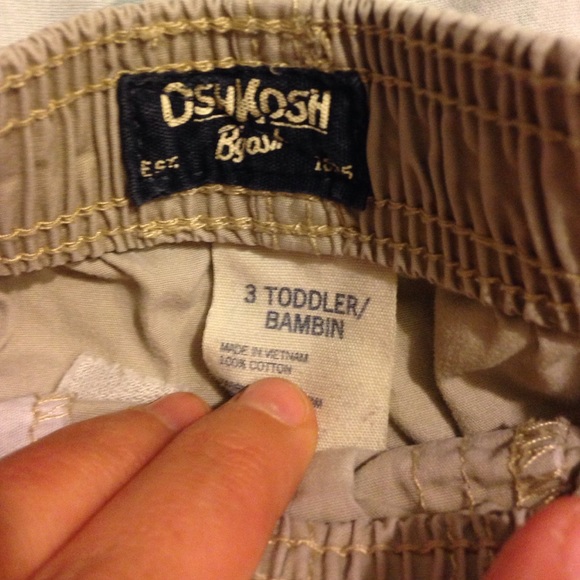 OSHKOSH
B'gosh
EST. 1895
3 TODDLER/
BAMBIN
MADE IN VIETNAM
100% COTTON